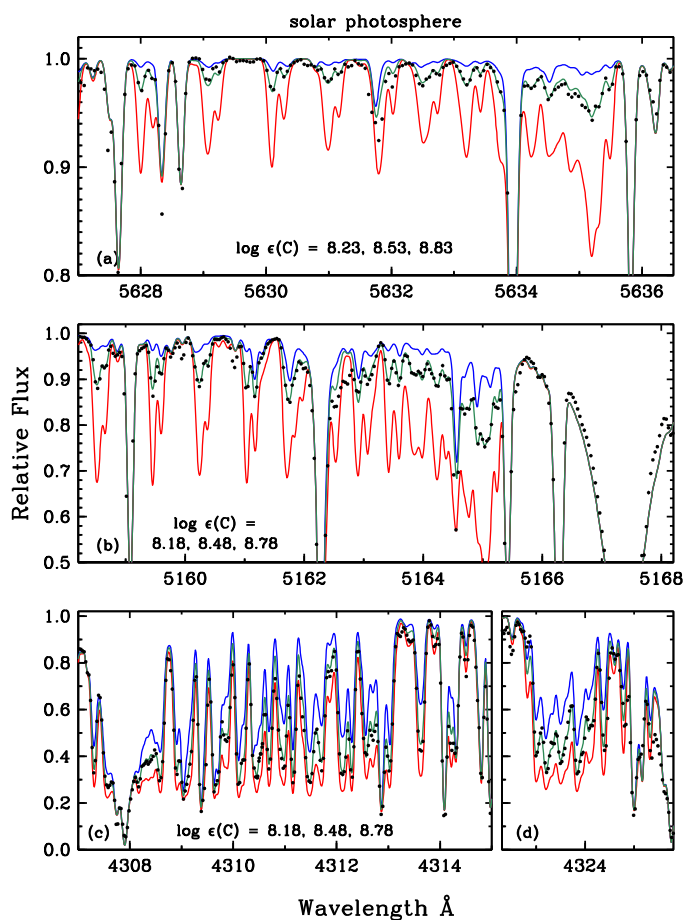 solar photosphere
1.0
0.9
0.8
(a)
log ϵ(C) = 8.23, 8.53, 8.83
5628
5630
5632
5634
5636
1.0
0.9
0.8
0.7
0.6
0.5
(b)
log ϵ(C) =
8.18, 8.48, 8.78
5160
5162
5164
5166
5168
Relative Flux
1.0
0.8
0.6
0.4
0.2
0.0
(c)
log ϵ(C) = 8.18, 8.48, 8.78
(d)
4308
4310
4312
4314
4324
Wavelength Å